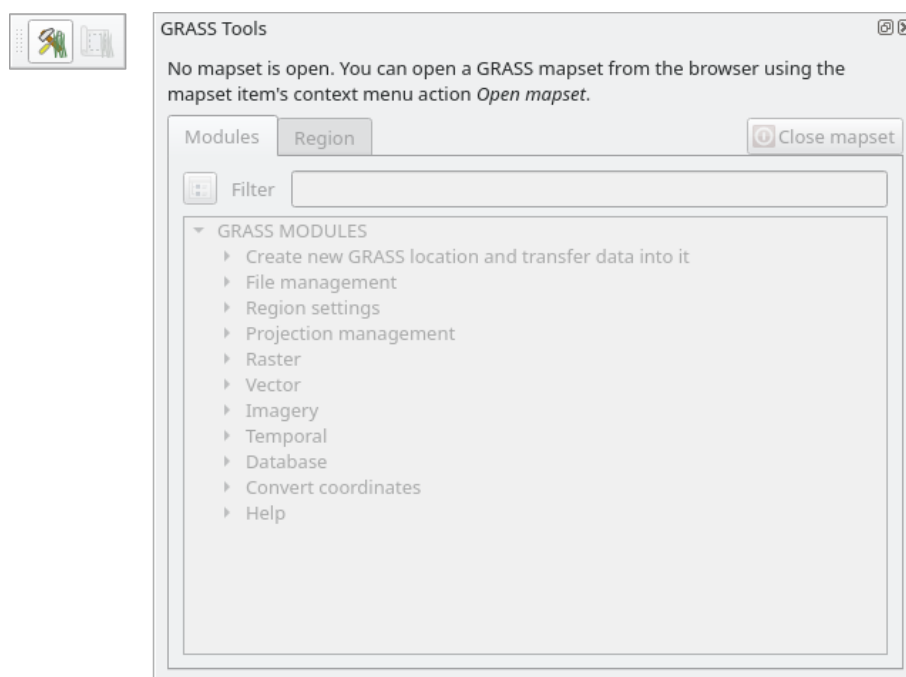 GRASS Tools
No mapset is open. You can open a GRASS mapset from the browser using the
mapset item's context menu action Open mapset.
Modules
Region
Close mapset
Filter
GRASS MODULES
Create new GRASS location and transfer data into it
File management
Region settings
Projection management
Raster
Vector
Imagery
Temporal
Database
Convert coordinates
Help